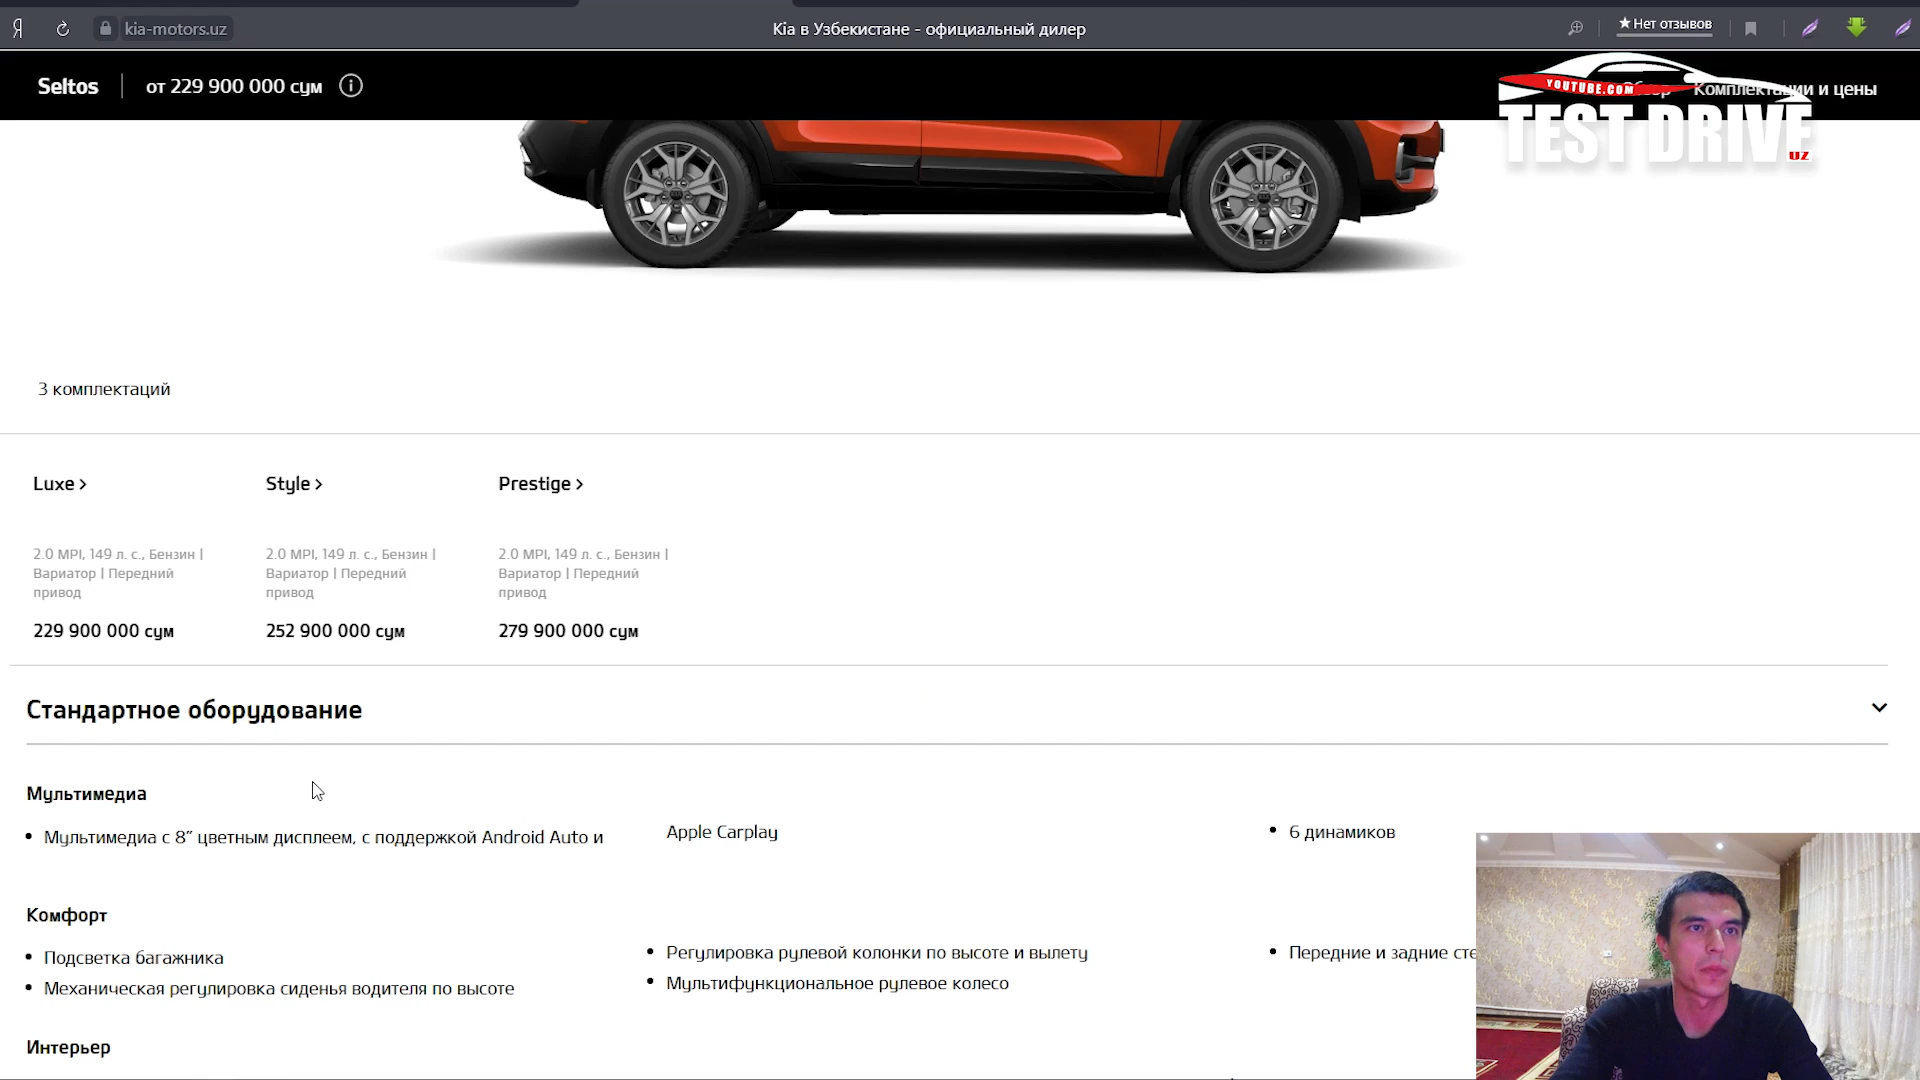 Я
kia-motors.uz
Kia в Узбекистане - официальный дилер
★Нет отзывов
Seltos
от 229 900 000 сум
Комплектации и цены
YOUTUBE.COM
TEST DRIVE
UZ
3 комплектаций
Luxe >
Style >
Prestige >
2.0 MPI, 149 л. с., Бензин |
Вариатор | Передний
привод
2.0 MPI, 149 л. с., Бензин |
Вариатор | Передний
привод
2.0 MPI, 149 л. с., Бензин |
Вариатор | Передний
привод
229 900 000 сум
252 900 000 сум
279 900 000 сум
Стандартное оборудование
Мультимедиа
• Мультимедиа с 8” цветным дисплеем, с поддержкой Android Auto и
Apple Carplay
• 6 динамиков
Комфорт
• Подсветка багажника
• Механическая регулировка сиденья водителя по высоте
• Регулировка рулевой колонки по высоте и вылету
• Мультифункциональное рулевое колесо
• Передние и задние сте
Интерьер